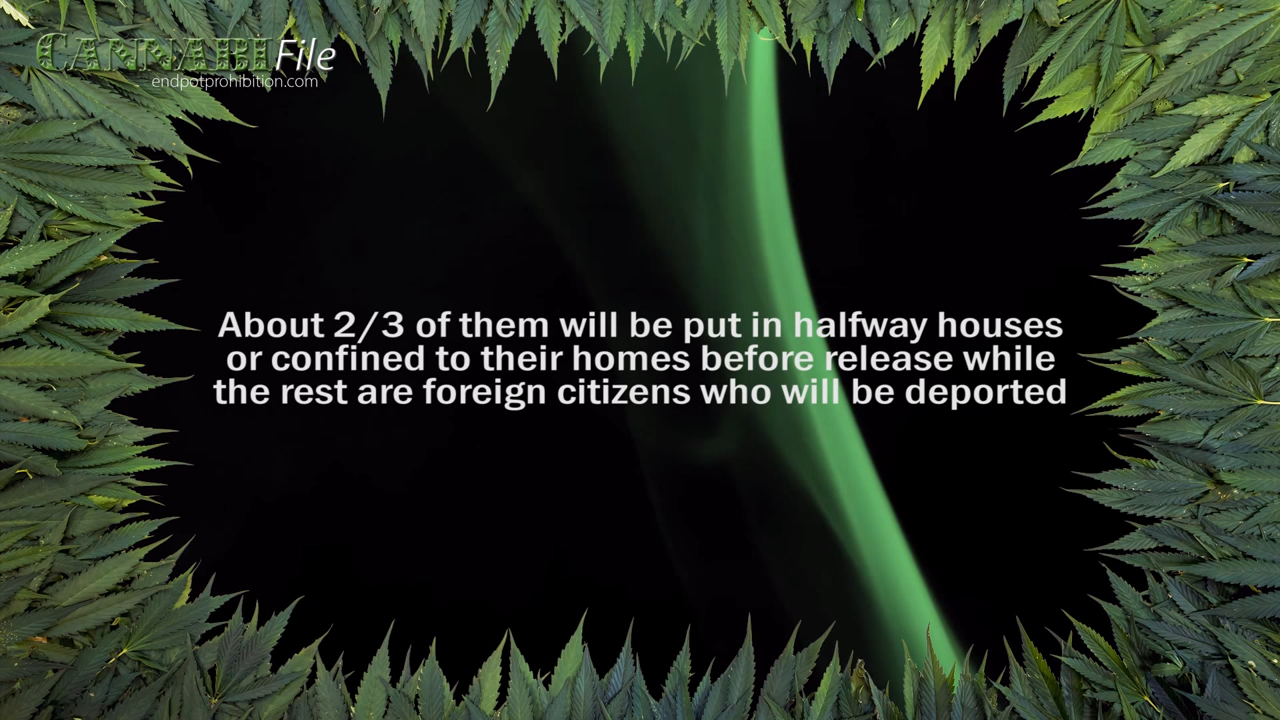 CANNABIFile
endpotprohibition.com
About 2/3 of them will be put in halfway houses
or confined to their homes before release while
the rest are foreign citizens who will be deported